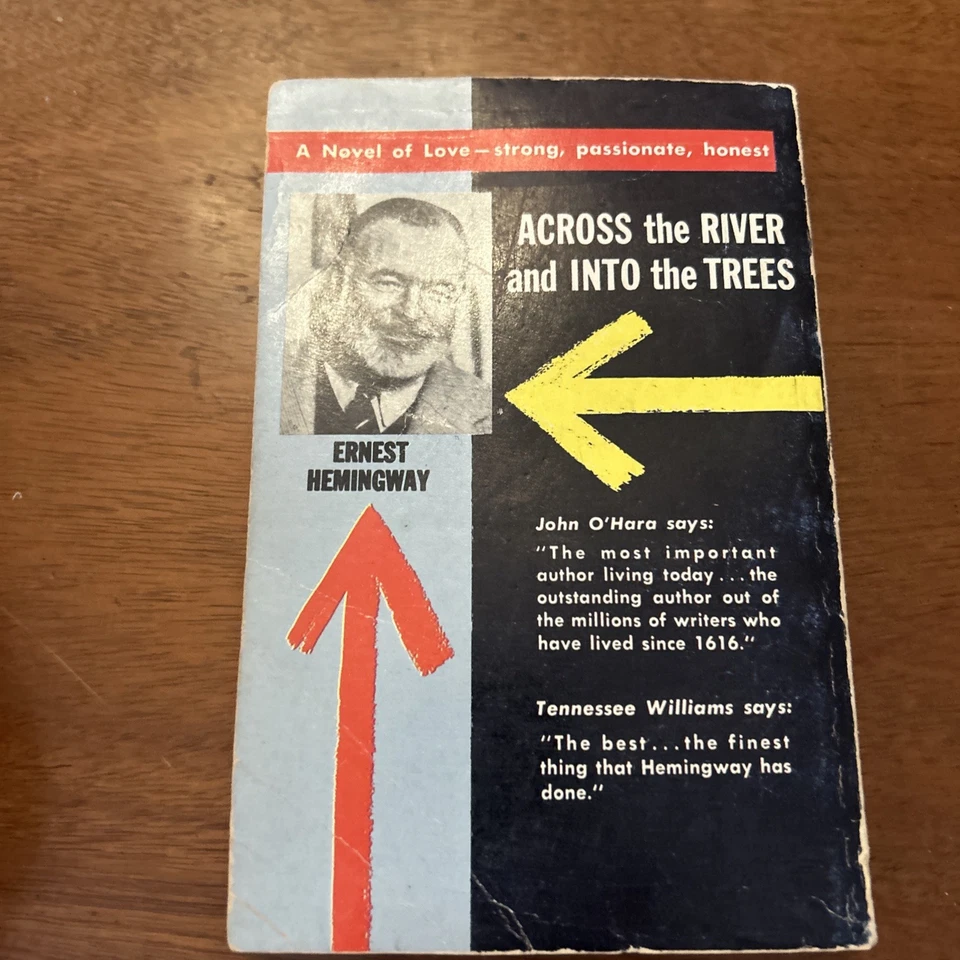 A Novel of Love—strong, passionate, honest
ACROSS the RIVER
and INTO the TREES
ERNEST
HEMINGWAY
John O'Hara says:
"The most important
author living today...the
outstanding author out of
the millions of writers who
have lived since 1616."
Tennessee Williams says:
"The best...the finest
thing that Hemingway has
done."